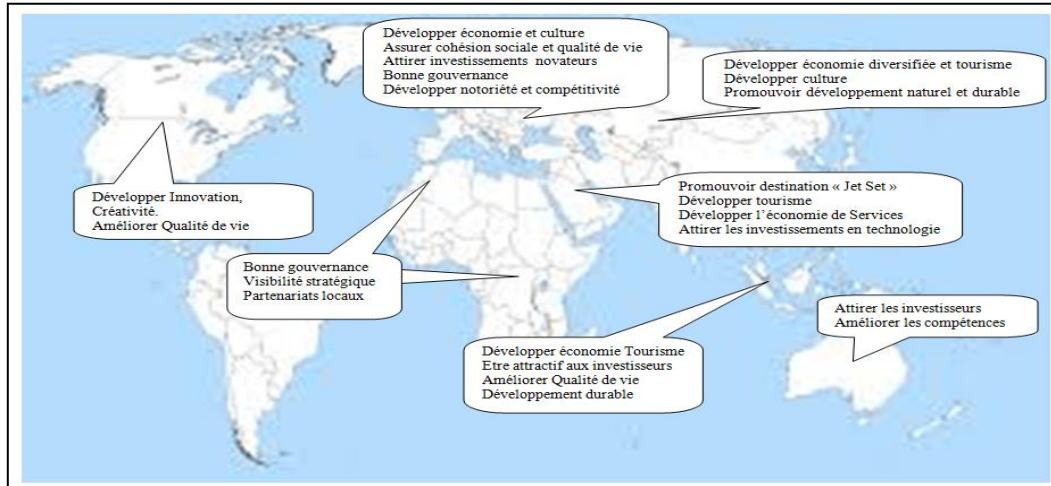 Développer économie et culture
Assurer cohésion sociale et qualité de vie
Attirer investissements novateurs
Bonne gouvernance
Développer notoriété et compétitivité
Développer économie diversifiée et tourisme
Développer culture
Promouvoir développement naturel et durable
Développer Innovation,
Créativité.
Améliorer Qualité de vie
Promouvoir destination « Jet Set »
Développer tourisme
Développer l'économie de Services
Attirer les investissements en technologie
Bonne gouvernance
Visibilité stratégique
Partenariats locaux
Attirer les investisseurs
Améliorer les compétences
Développer économie Tourisme
Etre attractif aux investisseurs
Améliorer Qualité de vie
Développement durable